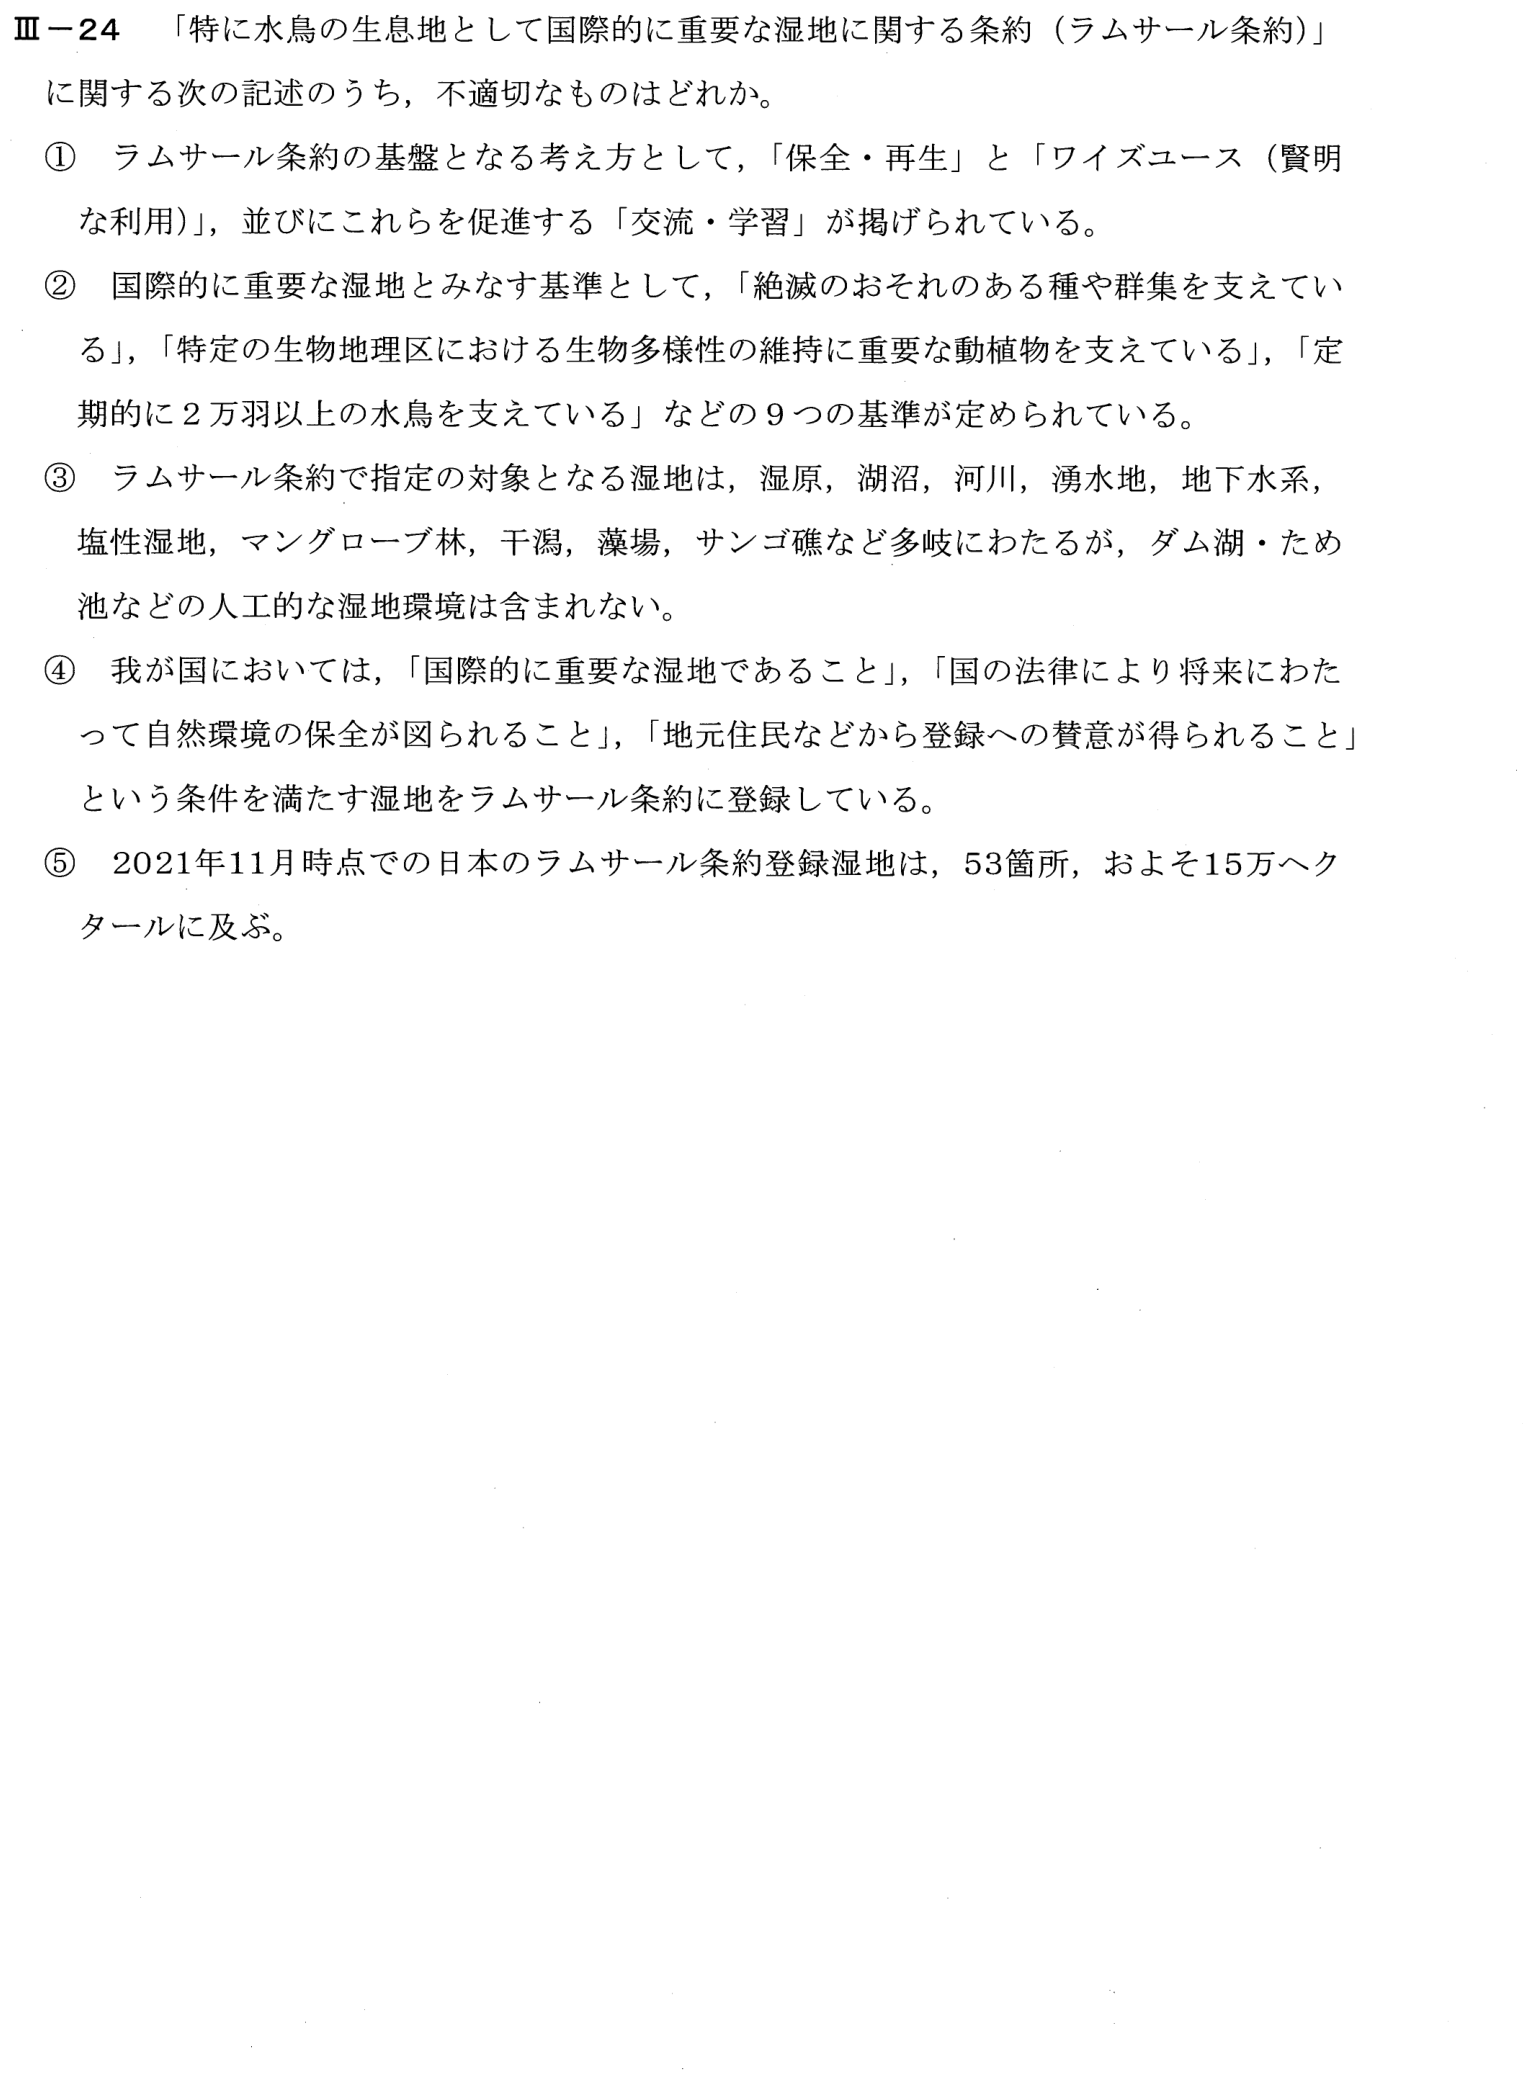 Ⅲ－24　「特に水鳥の生息地として国際的に重要な湿地に関する条約（ラムサール条約）」
に関する次の記述のうち，不適切なものはどれか。
①　ラムサール条約の基盤となる考え方として，「保全・再生」と「ワイズユース（賢明
な利用）」，並びにこれらを促進する「交流・学習」が掲げられている。
②　国際的に重要な湿地とみなす基準として，「絶滅のおそれのある種や群集を支えてい
る」，「特定の生物地理区における生物多様性の維持に重要な動植物を支えている」，「定
期的に２万羽以上の水鳥を支えている」などの９つの基準が定められている。
③　ラムサール条約で指定の対象となる湿地は，湿原，湖沼，河川，湧水地，地下水系，
塩性湿地，マングローブ林，干潟，藻場，サンゴ礁など多岐にわたるが，ダム湖・ため
池などの人工的な湿地環境は含まれない。
④　我が国においては，「国際的に重要な湿地であること」，「国の法律により将来にわた
って自然環境の保全が図られること」，「地元住民などから登録への賛意が得られること」
という条件を満たす湿地をラムサール条約に登録している。
⑤　2021年11月時点での日本のラムサール条約登録湿地は，53箇所，およそ15万ヘク
タールに及ぶ。